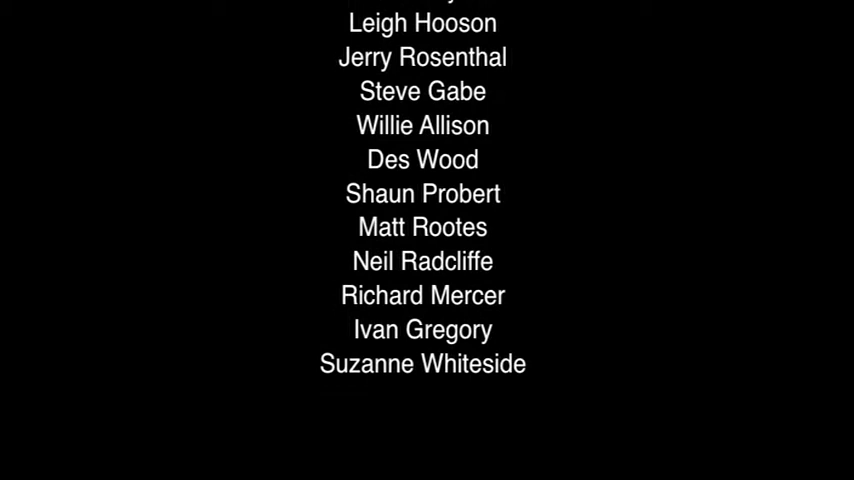 Leigh Hooson
Jerry Rosenthal
Steve Gabe
Willie Allison
Des Wood
Shaun Probert
Matt Rootes
Neil Radcliffe
Richard Mercer
Ivan Gregory
Suzanne Whiteside